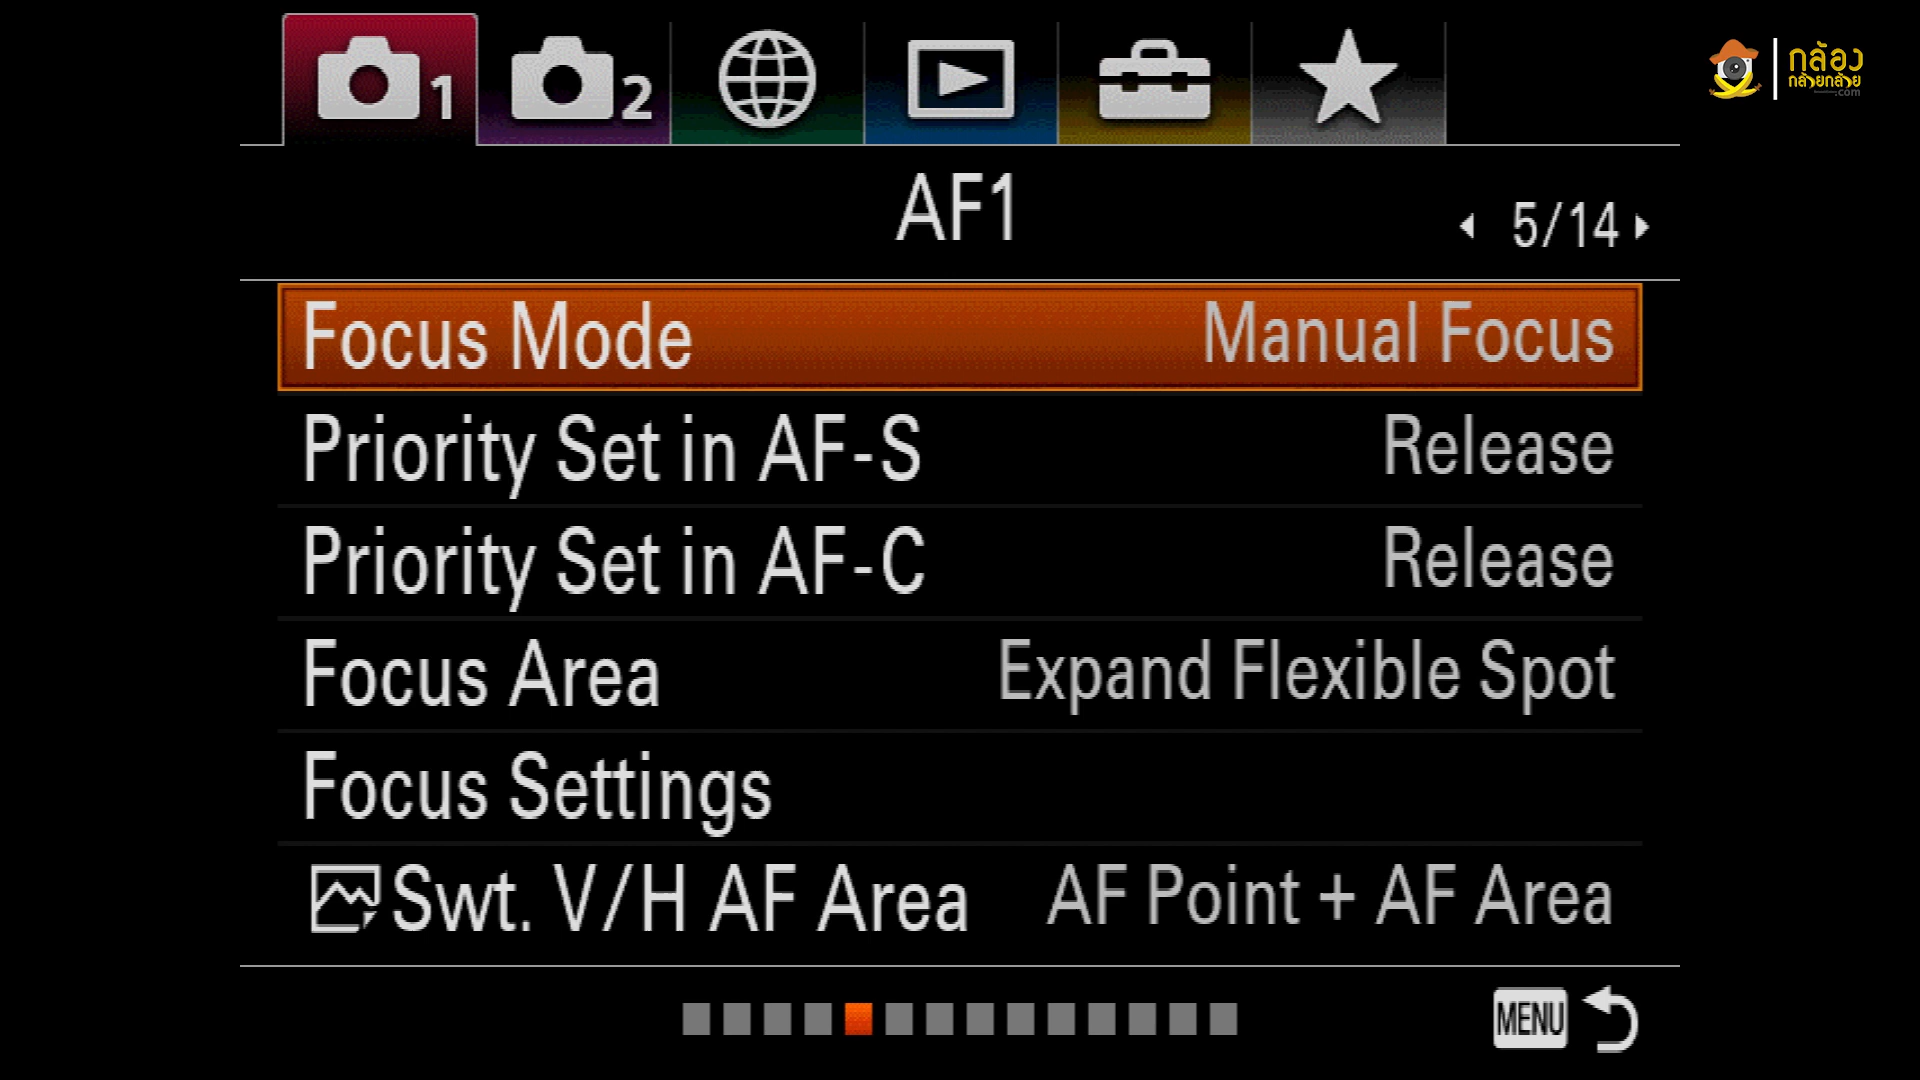 1
2
กล้อง
กล้วยกล้วย
.com
AF1
5/14
Focus Mode Manual Focus
Priority Set in AF-S Release
Priority Set in AF-C Release
Focus Area Expand Flexible Spot
Focus Settings
Swt. V/H AF Area AF Point + AF Area
MENU